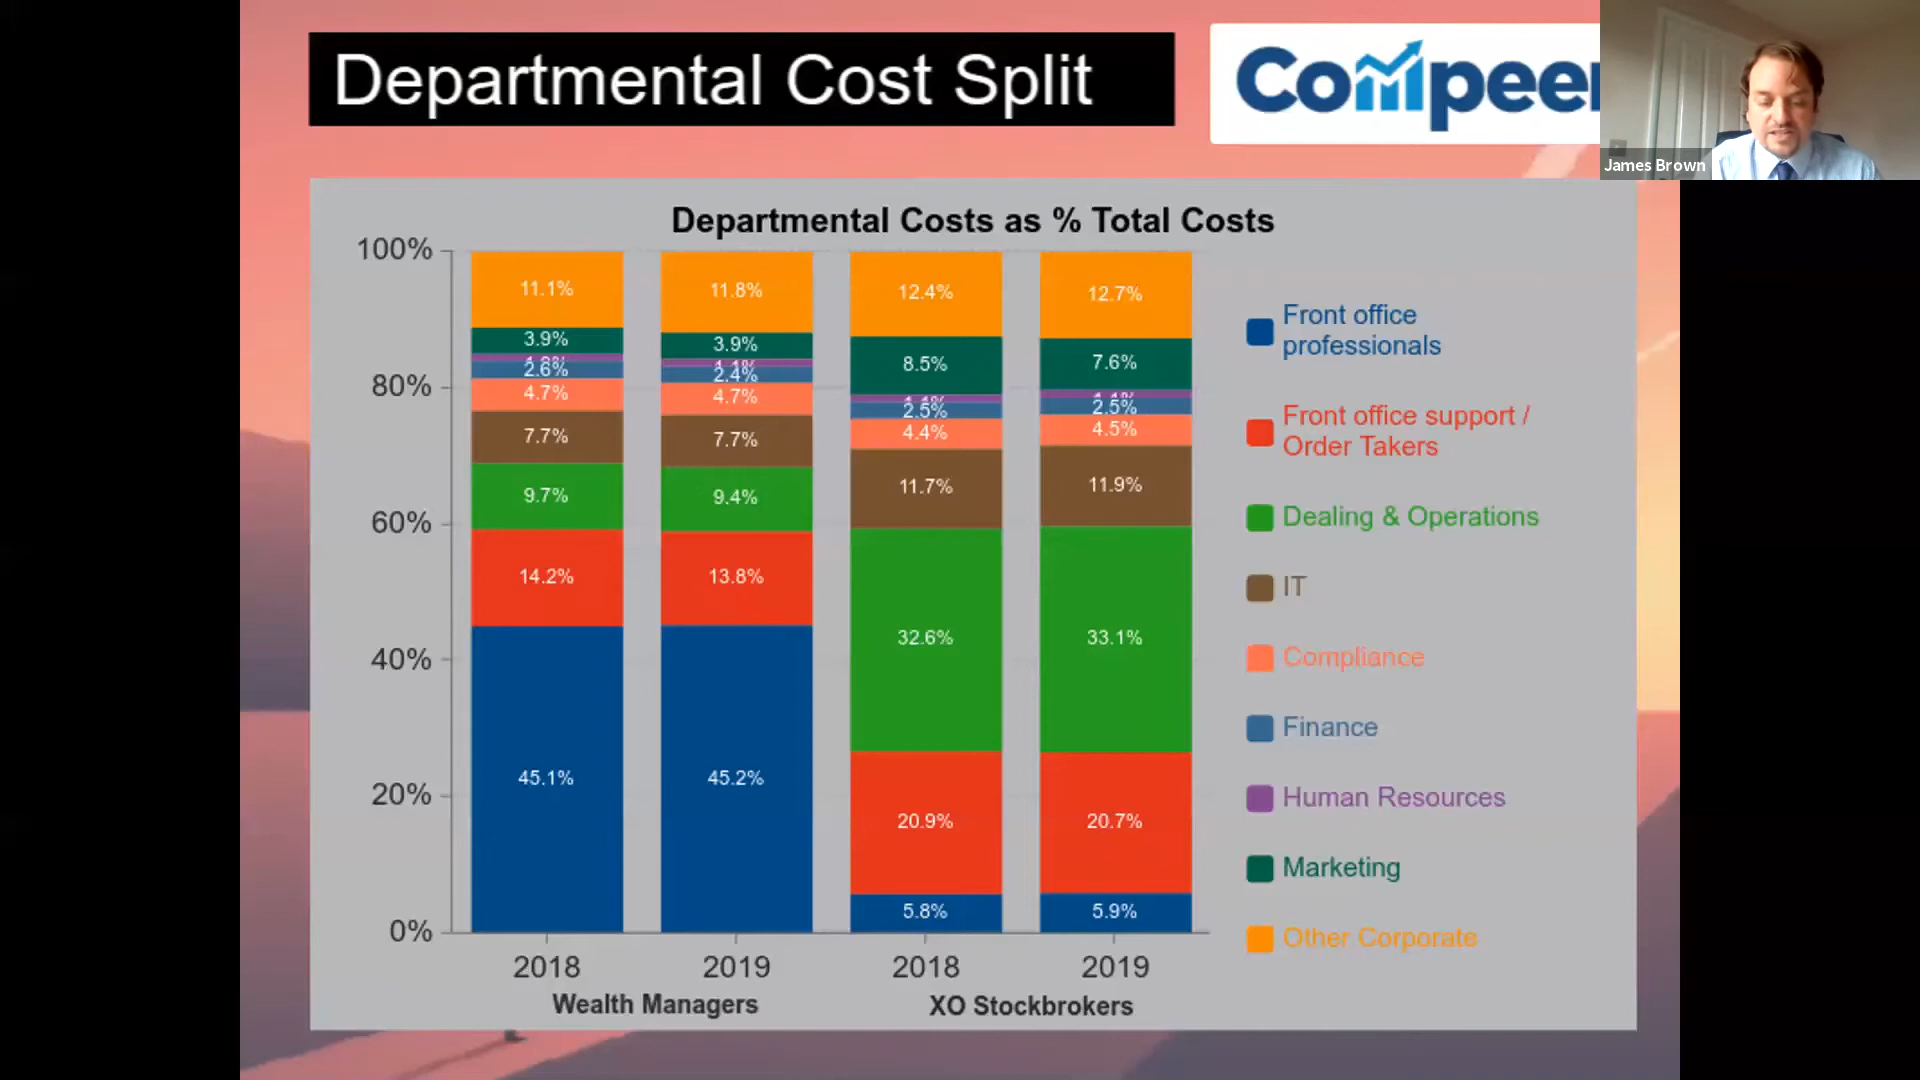 Departmental Cost Split
Compeer
James Brown
Departmental Costs as % Total Costs
100%
80%
60%
40%
20%
0%
11.1%
3.9%
2.6%
4.7%
7.7%
9.7%
14.2%
45.1%
11.8%
3.9%
1.1%
2.4%
4.7%
7.7%
9.4%
13.8%
45.2%
12.4%
8.5%
2.5%
4.4%
11.7%
32.6%
20.9%
5.8%
12.7%
7.6%
2.5%
4.5%
11.9%
33.1%
20.7%
5.9%
2018
2019
2018
2019
Wealth Managers
XO Stockbrokers
Front office
professionals
Front office support /
Order Takers
Dealing & Operations
IT
Compliance
Finance
Human Resources
Marketing
Other Corporate